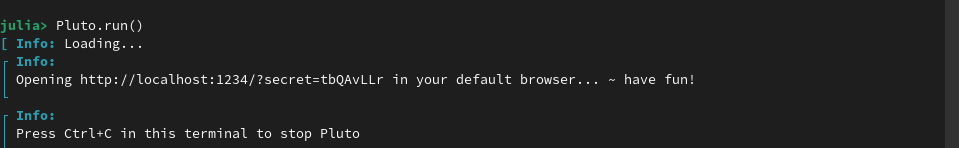 julia> Pluto.run()
[ Info: Loading...
┌ Info:
│ Opening http://localhost:1234/?secret=tbQAvLLr in your default browser... ~ have fun!
└
┌ Info:
│ Press Ctrl+C in this terminal to stop Pluto